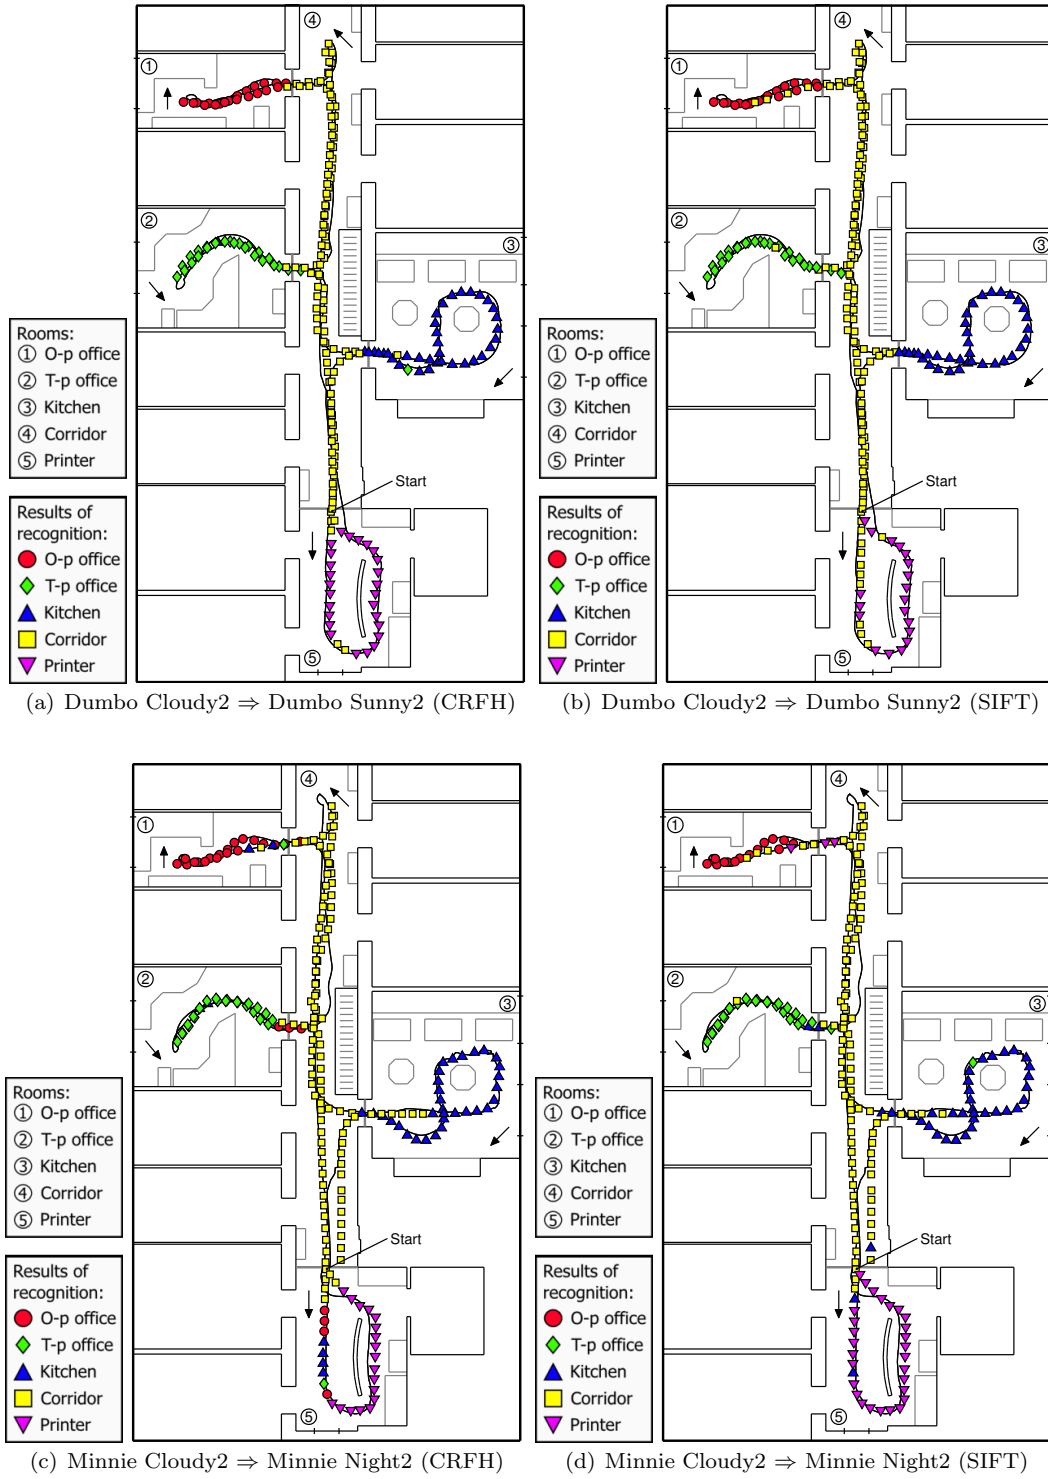 ④
①
②
③
Rooms:
① O-p office
② T-p office
③ Kitchen
④ Corridor
⑤ Printer
Start
Results of
recognition:
O-p office
T-p office
Kitchen
Corridor
Printer
⑤
(a) Dumbo Cloudy2 ⇒ Dumbo Sunny2 (CRFH)
④
①
②
③
Rooms:
① O-p office
② T-p office
③ Kitchen
④ Corridor
⑤ Printer
Start
Results of
recognition:
O-p office
T-p office
Kitchen
Corridor
Printer
⑤
(b) Dumbo Cloudy2 ⇒ Dumbo Sunny2 (SIFT)
④
①
②
③
Rooms:
① O-p office
② T-p office
③ Kitchen
④ Corridor
⑤ Printer
Start
Results of
recognition:
O-p office
T-p office
Kitchen
Corridor
Printer
⑤
(c) Minnie Cloudy2 ⇒ Minnie Night2 (CRFH)
④
①
②
③
Rooms:
① O-p office
② T-p office
③ Kitchen
④ Corridor
⑤ Printer
Start
Results of
recognition:
O-p office
T-p office
Kitchen
Corridor
Printer
⑤
(d) Minnie Cloudy2 ⇒ Minnie Night2 (SIFT)